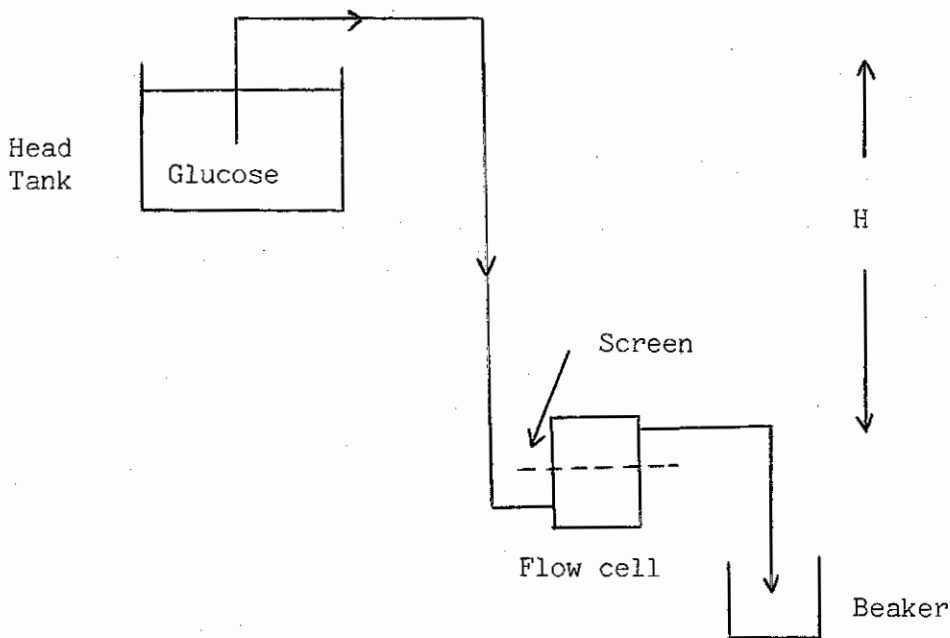 Head
Tank
Glucose
H
Screen
Flow cell
Beaker